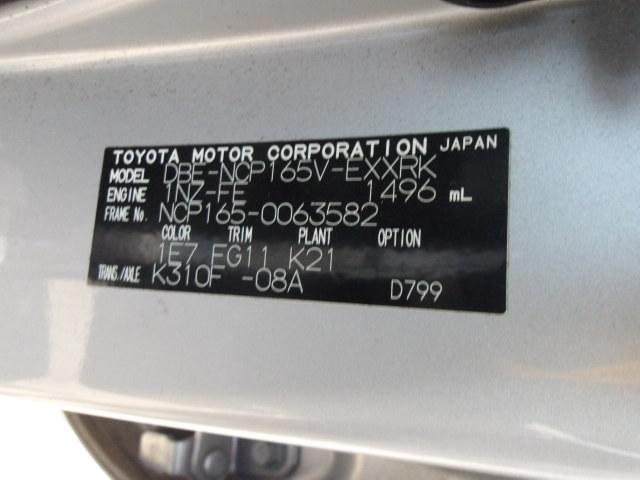 TOYOTA MOTOR CORPORATION JAPAN
MODEL DBE-NCP165V-EXXRK
ENGINE 1NZ-FE 1496 mL
FRAME No. NCP165-0063582
COLOR TRIM PLANT OPTION
1E7 EG11 K21
TRANS./AXLE K310F -08A D799